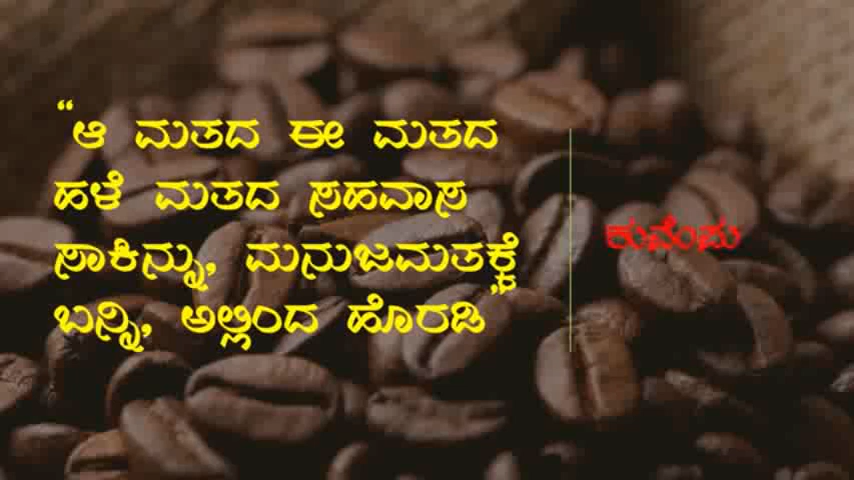 “ಆ ಮತದ ಈ ಮತದ
ಹಳೆ ಮತದ ಸಹವಾಸ
ಸಾಕಿನ್ನು, ಮನುಜಮತಕ್ಕೆ
ಬನ್ನಿ, ಅಲ್ಲಿಂದ ಹೊರಡಿ”
ಕುವೆಂಪು